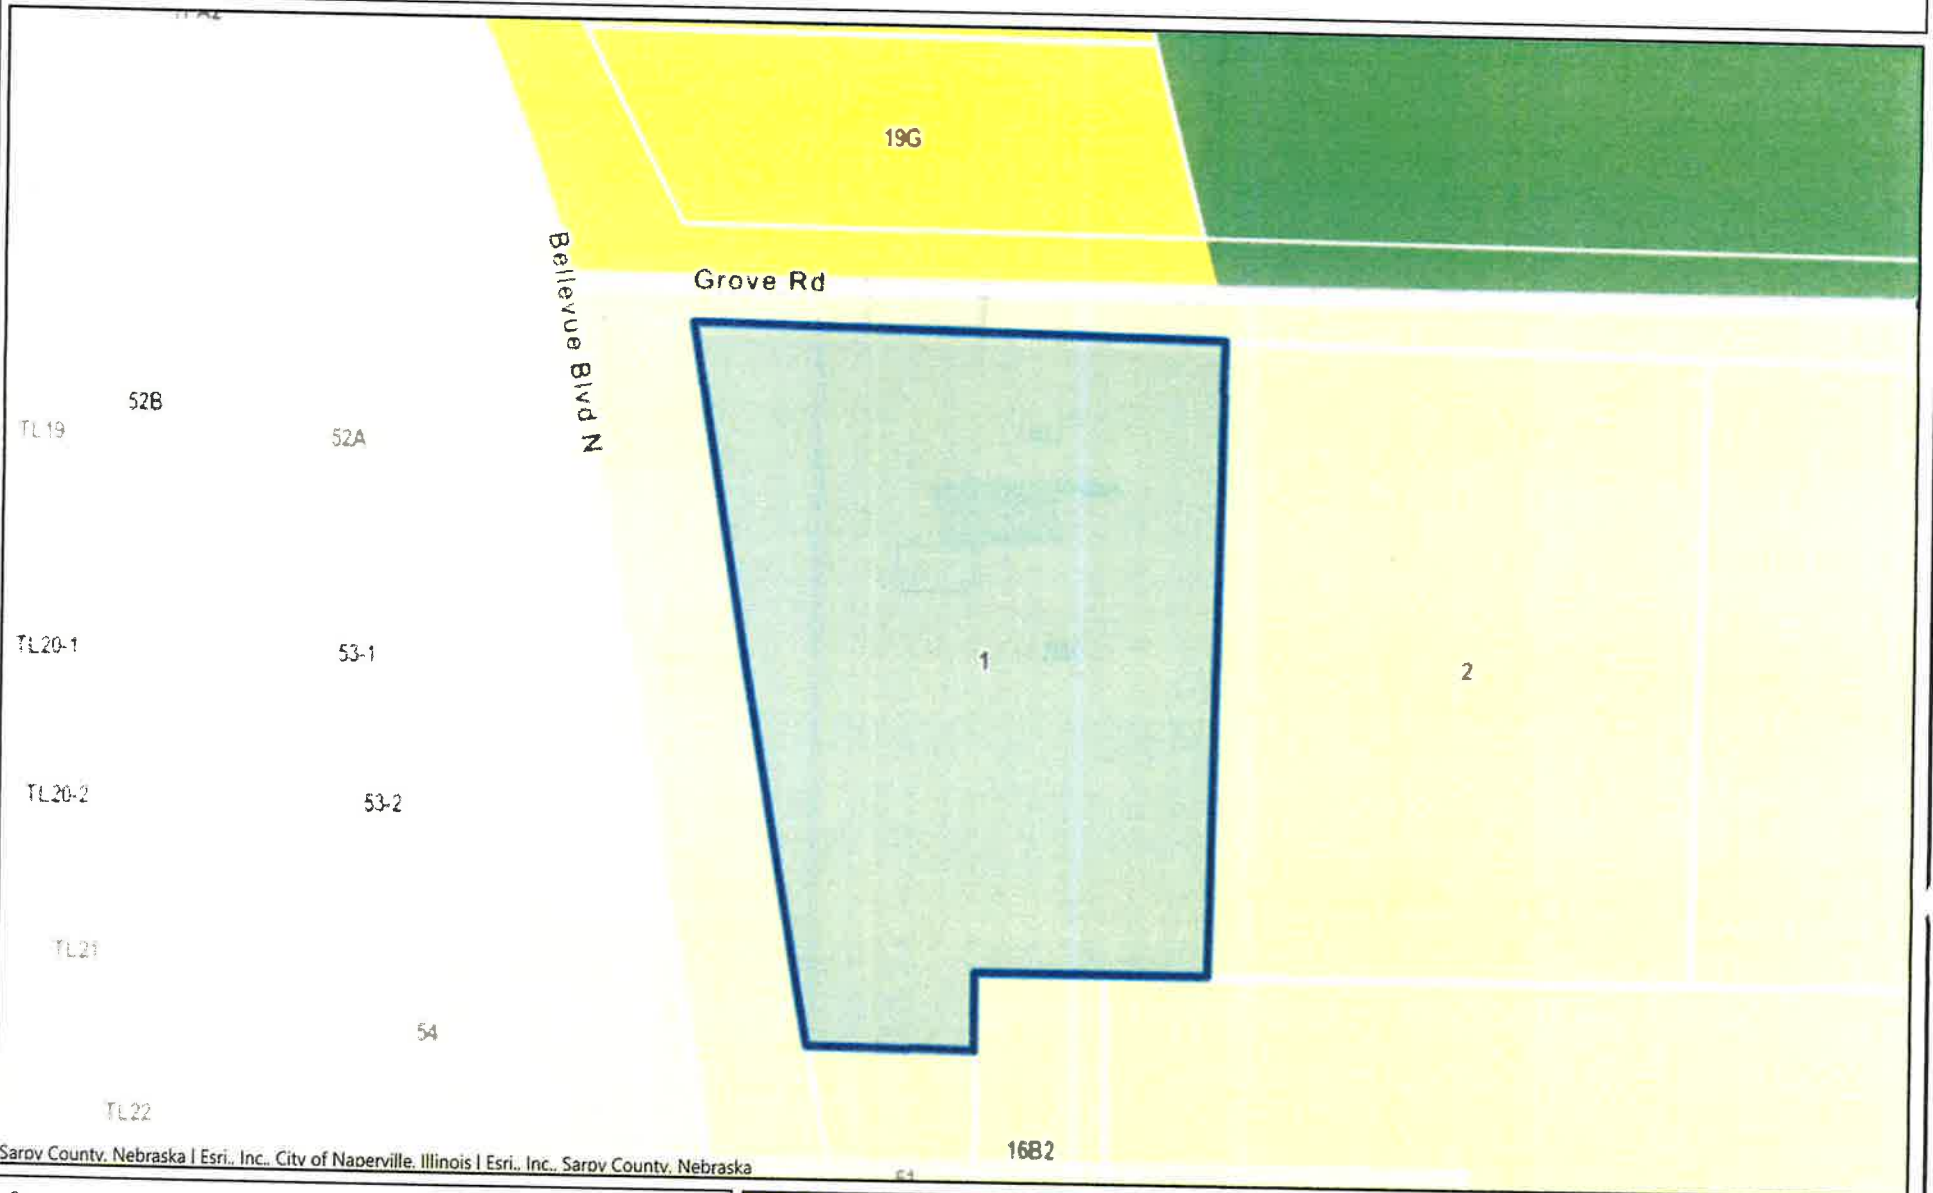 19G
Grove Rd
Bellevue Blvd N
52B
TL19
52A
TL20-1
53-1
1
2
TL20-2
53-2
TL21
54
TL22
16B2
Sarpy County, Nebraska | Esri., Inc., City of Naperville, Illinois | Esri., Inc., Sarpy County, Nebraska